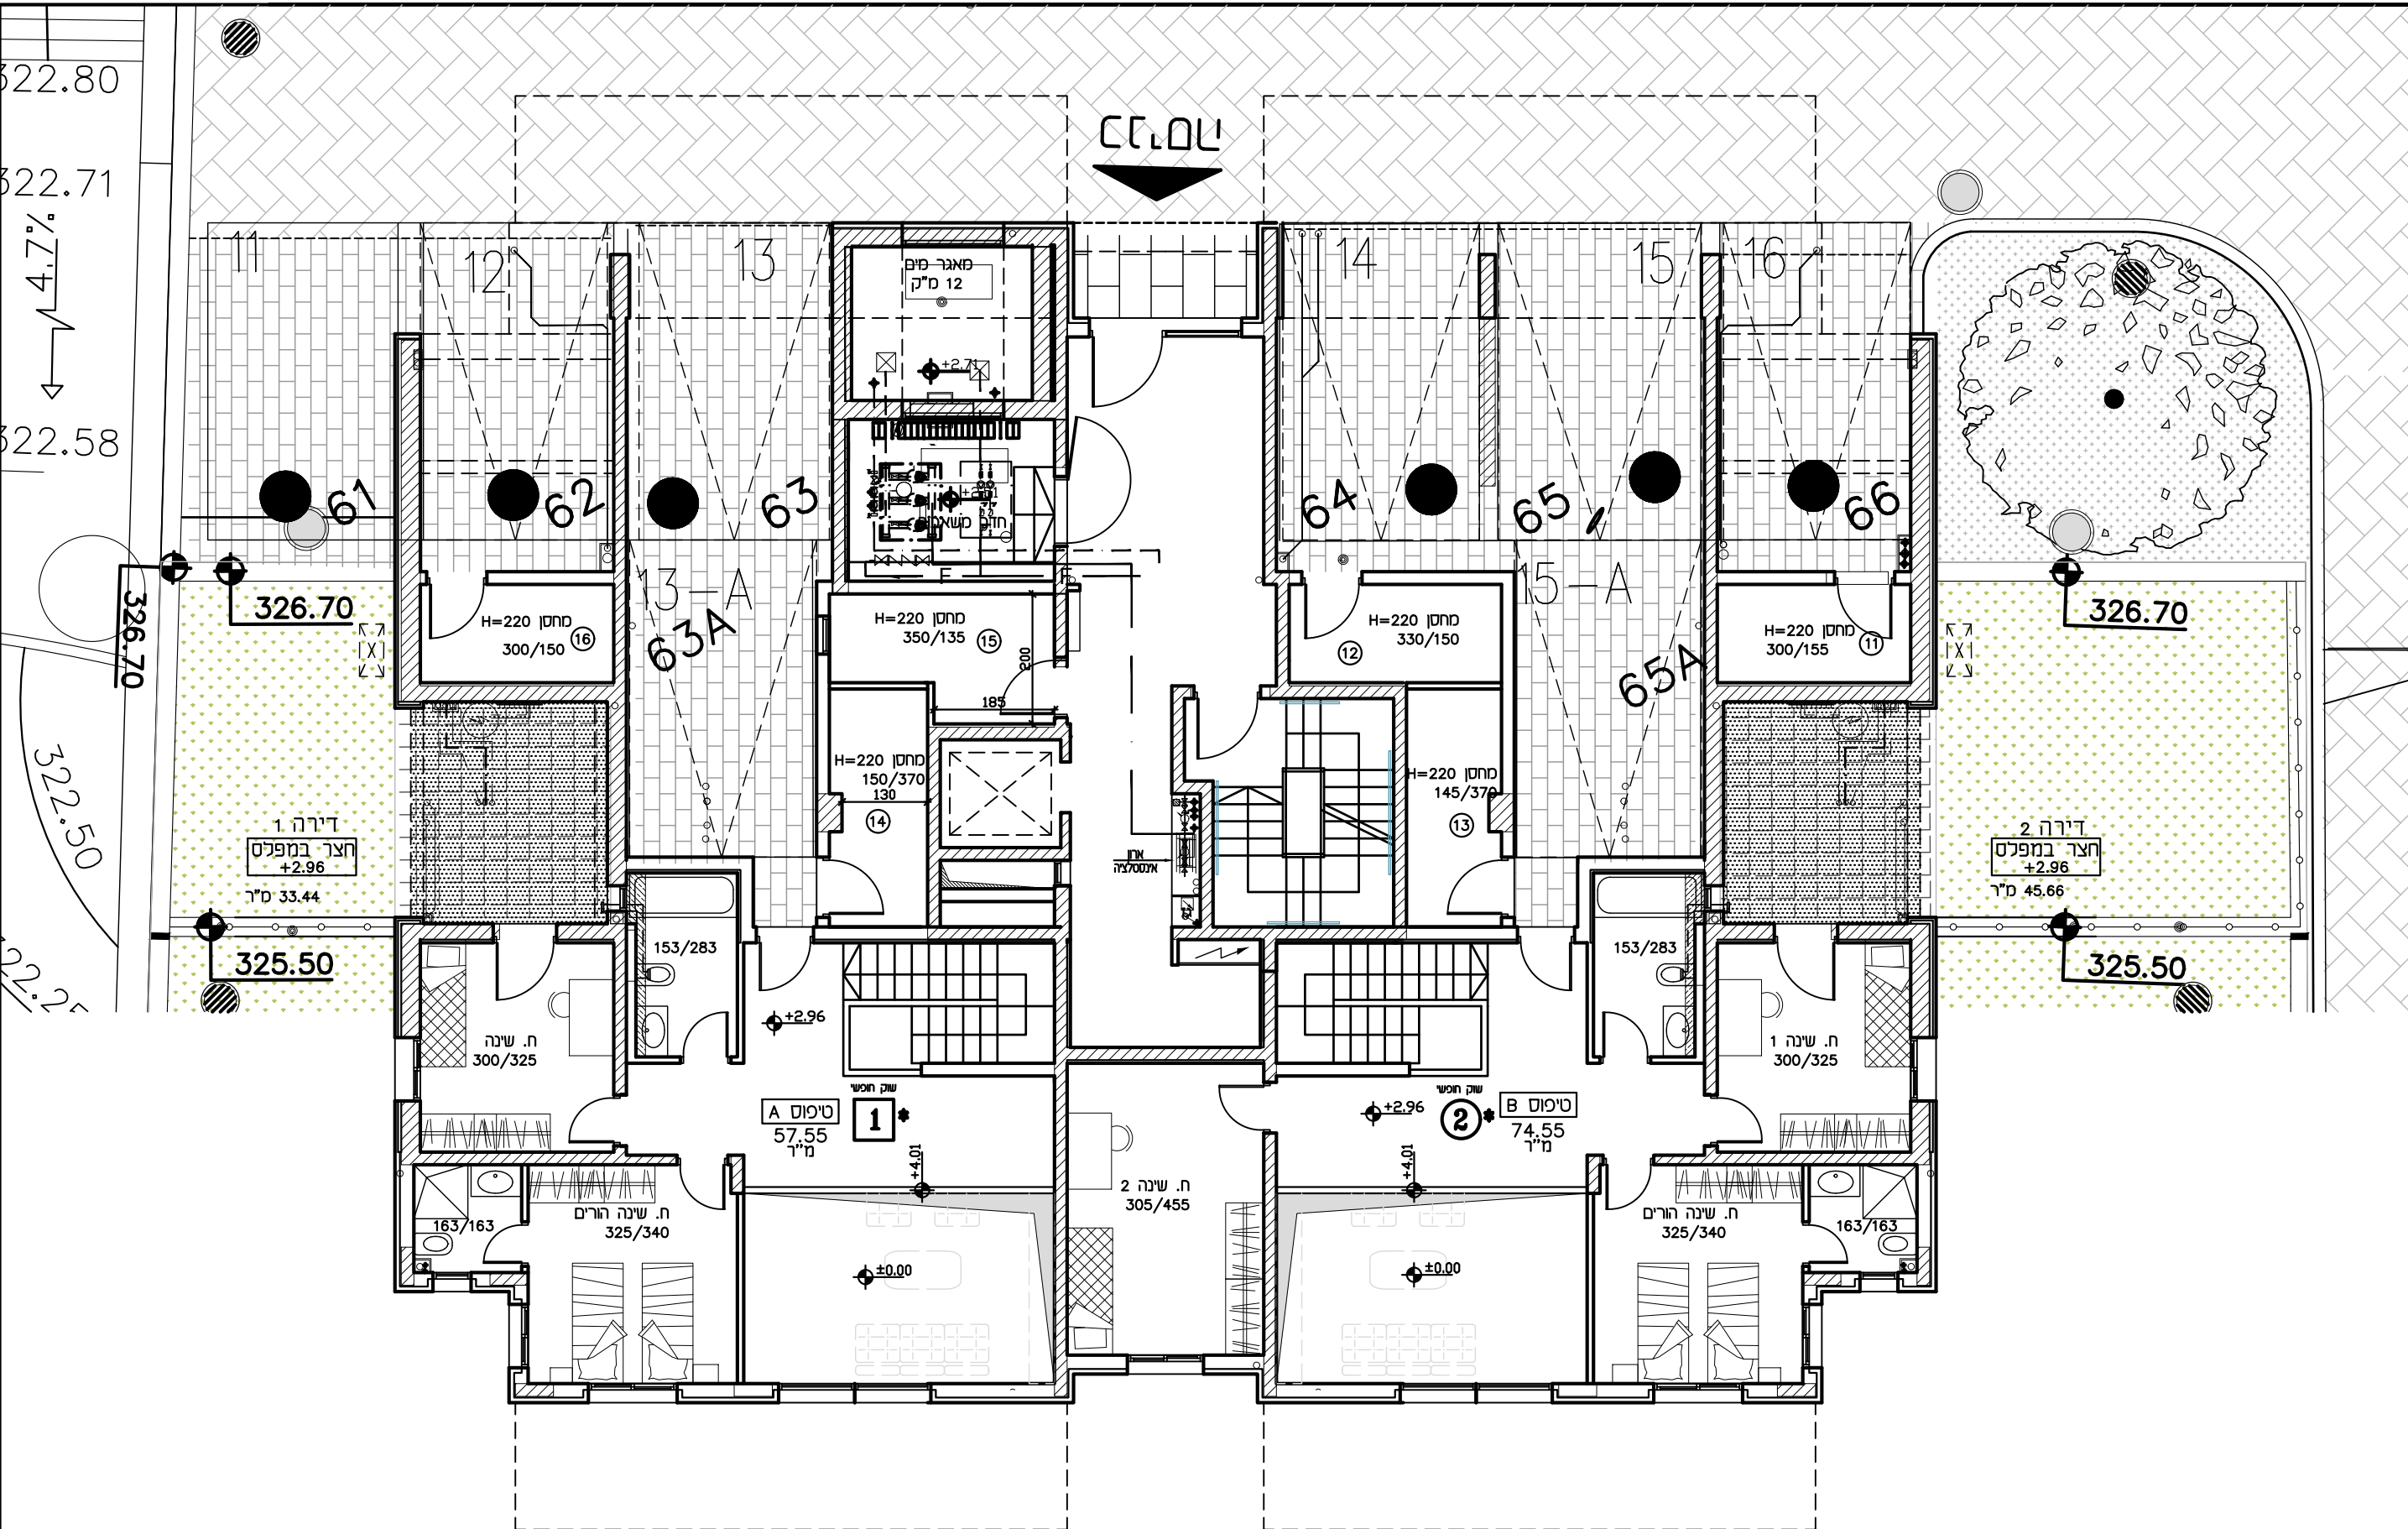 322.80
322.71
4.7%
322.58
326.70
322.50
כניסה
11
12
13
14
15
16
מאגר מים
12 מ"ק
+2.71
61
62
63
64
65
66
326.70
326.70
13-A
63A
15-A
65A
F
F
מחסן H=220
300/150
16
מחסן H=220
350/135
15
200
185
מחסן H=220
330/150
12
מחסן H=220
300/155
11
מחסן H=220
150/370
130
14
מחסן H=220
145/370
13
ארון
אינסטלציה
דירה 1
חצר במפלס
+2.96
33.44 מ"ר
דירה 2
חצר במפלס
+2.96
45.66 מ"ר
325.50
325.50
153/283
153/283
ח. שינה
300/325
+2.96
ח. שינה 1
300/325
שוק חופשי
1*
טיפוס A
57.55
מ"ר
+2.96
שוק חופשי
2*
טיפוס B
74.55
מ"ר
+4.01
+4.01
163/163
ח. שינה הורים
325/340
ח. שינה 2
305/455
ח. שינה הורים
325/340
163/163
±0.00
±0.00